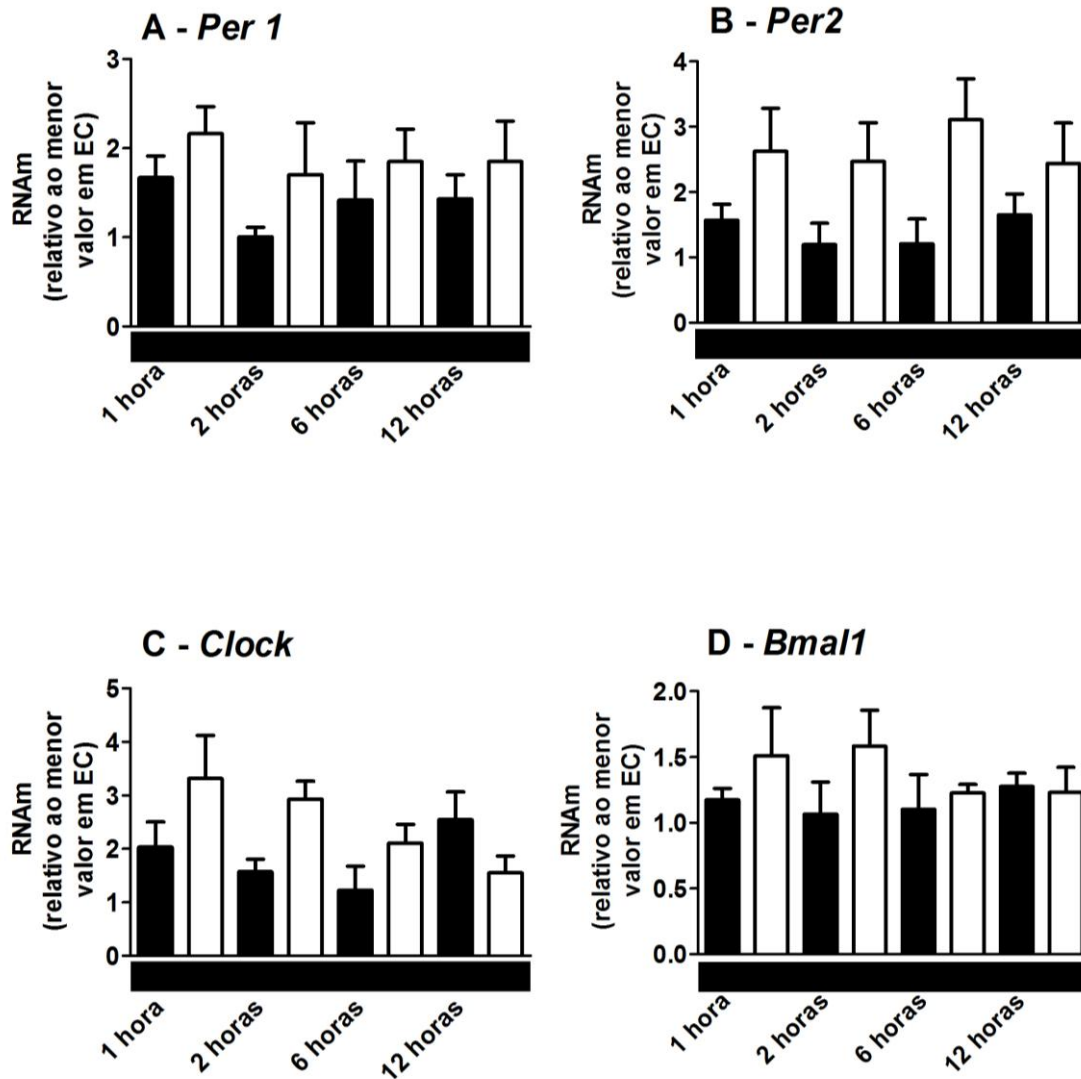 A - Per 1
RNAm
(relativo ao menor
valor em EC)
3
2
1
0
1 hora
2 horas
6 horas
12 horas
B - Per2
RNAm
(relativo ao menor
valor em EC)
4
3
2
1
0
1 hora
2 horas
6 horas
12 horas
C - Clock
RNAm
(relativo ao menor
valor em EC)
5
4
3
2
1
0
1 hora
2 horas
6 horas
12 horas
D - Bmal1
RNAm
(relativo ao menor
valor em EC)
2.0
1.5
1.0
0.5
0.0
1 hora
2 horas
6 horas
12 horas